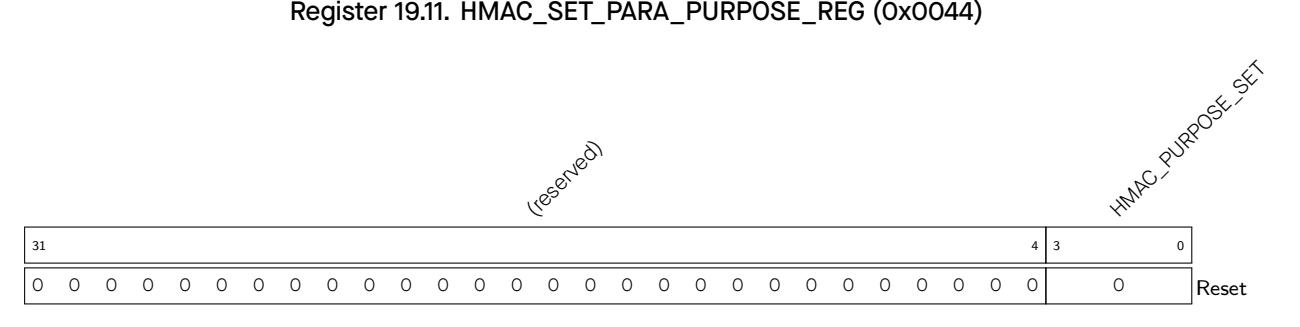 Register 19.11. HMAC_SET_PARA_PURPOSE_REG (0x0044)
(reserved)
HMAC_PURPOSE_SET
31 4 3 0
0 0 0 0 0 0 0 0 0 0 0 0 0 0 0 0 0 0 0 0 0 0 0 0 0 0 0 0 0 Reset